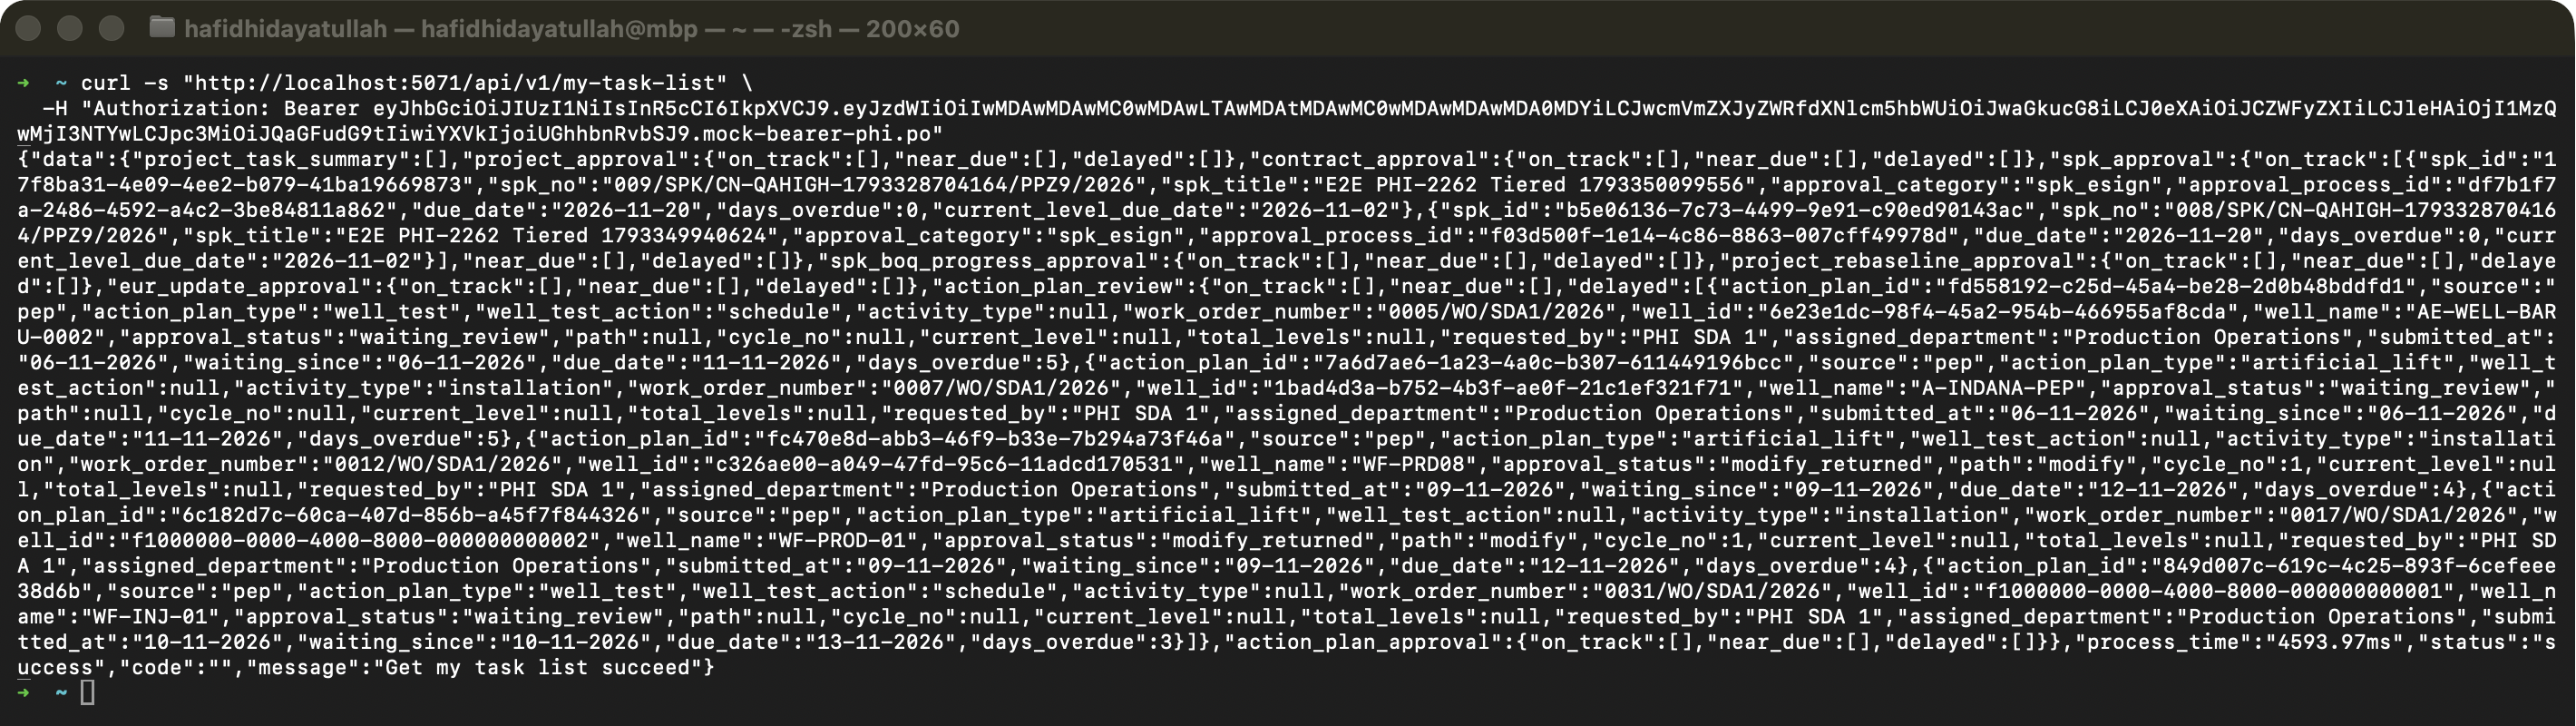 hafidhidayatullah — hafidhidayatullah@mbp — ~ — -zsh — 200×60
➜  ~ curl -s "http://localhost:5071/api/v1/my-task-list" \
  -H "Authorization: Bearer eyJhbGciOiJIUzI1NiIsInR5cCI6IkpXVCJ9.eyJzdWIiOiIwMDAwMDAwMC0wMDAwLTAwMDAtMDAwMC0wMDAwMDAwMDA0MDYiLCJwcmVmZXJyZWRfdXNlcm5hbWUiOiJwaGkucG8iLCJ0eXAiOiJCZWFyZXIiLCJleHAiOjI1MzQ
wMjI3NTYwLCJpc3MiOiJQaGFudG9tIiwiYXVkIjoiUGhhbnRvbSJ9.mock-bearer-phi.po"
{"data":{"project_task_summary":[],"project_approval":{"on_track":[],"near_due":[],"delayed":[]},"contract_approval":{"on_track":[],"near_due":[],"delayed":[]},"spk_approval":{"on_track":[{"spk_id":"1
7f8ba31-4e09-4ee2-b079-41ba19669873","spk_no":"009/SPK/CN-QAHIGH-1793328704164/PPZ9/2026","spk_title":"E2E PHI-2262 Tiered 1793350099556","approval_category":"spk_esign","approval_process_id":"df7b1f7
a-2486-4592-a4c2-3be84811a862","due_date":"2026-11-20","days_overdue":0,"current_level_due_date":"2026-11-02"},{"spk_id":"b5e06136-7c73-4499-9e91-c90ed90143ac","spk_no":"008/SPK/CN-QAHIGH-179332870416
4/PPZ9/2026","spk_title":"E2E PHI-2262 Tiered 1793349940624","approval_category":"spk_esign","approval_process_id":"f03d500f-1e14-4c86-8863-007cff49978d","due_date":"2026-11-20","days_overdue":0,"curr
ent_level_due_date":"2026-11-02"}],"near_due":[],"delayed":[]},"spk_boq_progress_approval":{"on_track":[],"near_due":[],"delayed":[]},"project_rebaseline_approval":{"on_track":[],"near_due":[],"delaye
d":[]},"eur_update_approval":{"on_track":[],"near_due":[],"delayed":[]},"action_plan_review":{"on_track":[],"near_due":[],"delayed":[{"action_plan_id":"fd558192-c25d-45a4-be28-2d0b48bddfd1","source":"
pep","action_plan_type":"well_test","well_test_action":"schedule","activity_type":null,"work_order_number":"0005/WO/SDA1/2026","well_id":"6e23e1dc-98f4-45a2-954b-466955af8cda","well_name":"AE-WELL-BAR
U-0002","approval_status":"waiting_review","path":null,"cycle_no":null,"current_level":null,"total_levels":null,"requested_by":"PHI SDA 1","assigned_department":"Production Operations","submitted_at":
"06-11-2026","waiting_since":"06-11-2026","due_date":"11-11-2026","days_overdue":5},{"action_plan_id":"7a6d7ae6-1a23-4a0c-b307-611449196bcc","source":"pep","action_plan_type":"artificial_lift","well_t
est_action":null,"activity_type":"installation","work_order_number":"0007/WO/SDA1/2026","well_id":"1bad4d3a-b752-4b3f-ae0f-21c1ef321f71","well_name":"A-INDANA-PEP","approval_status":"waiting_review","
path":null,"cycle_no":null,"current_level":null,"total_levels":null,"requested_by":"PHI SDA 1","assigned_department":"Production Operations","submitted_at":"06-11-2026","waiting_since":"06-11-2026","d
ue_date":"11-11-2026","days_overdue":5},{"action_plan_id":"fc470e8d-abb3-46f9-b33e-7b294a73f46a","source":"pep","action_plan_type":"artificial_lift","well_test_action":null,"activity_type":"installati
on","work_order_number":"0012/WO/SDA1/2026","well_id":"c326ae00-a049-47fd-95c6-11adcd170531","well_name":"WF-PRD08","approval_status":"modify_returned","path":"modify","cycle_no":1,"current_level":nul
l,"total_levels":null,"requested_by":"PHI SDA 1","assigned_department":"Production Operations","submitted_at":"09-11-2026","waiting_since":"09-11-2026","due_date":"12-11-2026","days_overdue":4},{"acti
on_plan_id":"6c182d7c-60ca-407d-856b-a45f7f844326","source":"pep","action_plan_type":"artificial_lift","well_test_action":null,"activity_type":"installation","work_order_number":"0017/WO/SDA1/2026","w
ell_id":"f1000000-0000-4000-8000-000000000002","well_name":"WF-PROD-01","approval_status":"modify_returned","path":"modify","cycle_no":1,"current_level":null,"total_levels":null,"requested_by":"PHI SD
A 1","assigned_department":"Production Operations","submitted_at":"09-11-2026","waiting_since":"09-11-2026","due_date":"12-11-2026","days_overdue":4},{"action_plan_id":"849d007c-619c-4c25-893f-6cefeee
38d6b","source":"pep","action_plan_type":"well_test","well_test_action":"schedule","activity_type":null,"work_order_number":"0031/WO/SDA1/2026","well_id":"f1000000-0000-4000-8000-000000000001","well_n
ame":"WF-INJ-01","approval_status":"waiting_review","path":null,"cycle_no":null,"current_level":null,"total_levels":null,"requested_by":"PHI SDA 1","assigned_department":"Production Operations","submi
tted_at":"10-11-2026","waiting_since":"10-11-2026","due_date":"13-11-2026","days_overdue":3}]},"action_plan_approval":{"on_track":[],"near_due":[],"delayed":[]}},"process_time":"4593.97ms","status":"s
uccess","code":"","message":"Get my task list succeed"}
➜  ~